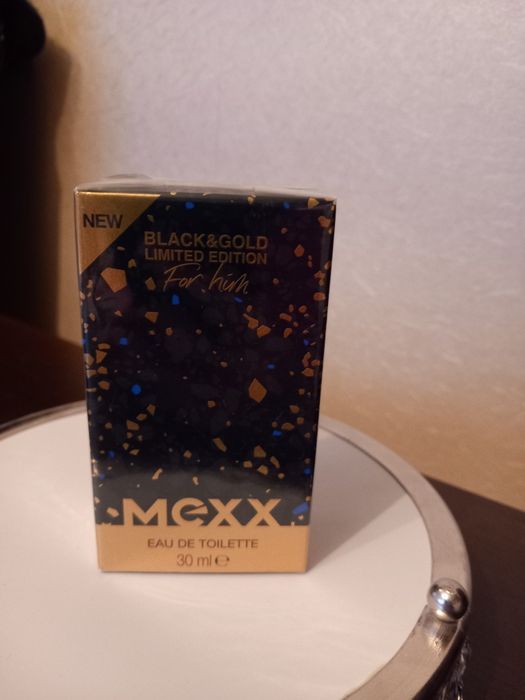 NEW
BLACK&GOLD
LIMITED EDITION
For him
MEXX
EAU DE TOILETTE
30 ml ℮